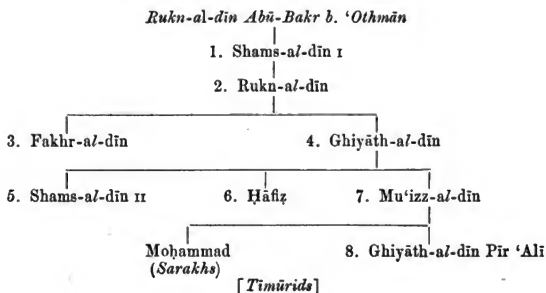 Rukn-al-dīn Abū-Bakr b. ‘Othmān
1. Shams-al-dīn I
2. Rukn-al-dīn
3. Fakhr-al-dīn 4. Ghiyāth-al-dīn
5. Shams-al-dīn II 6. Ḥāfiẓ 7. Mu‘izz-al-dīn
Moḥammad 8. Ghiyāth-al-dīn Pīr ‘Alī
(Sarakhs)
[Tīmūrids]